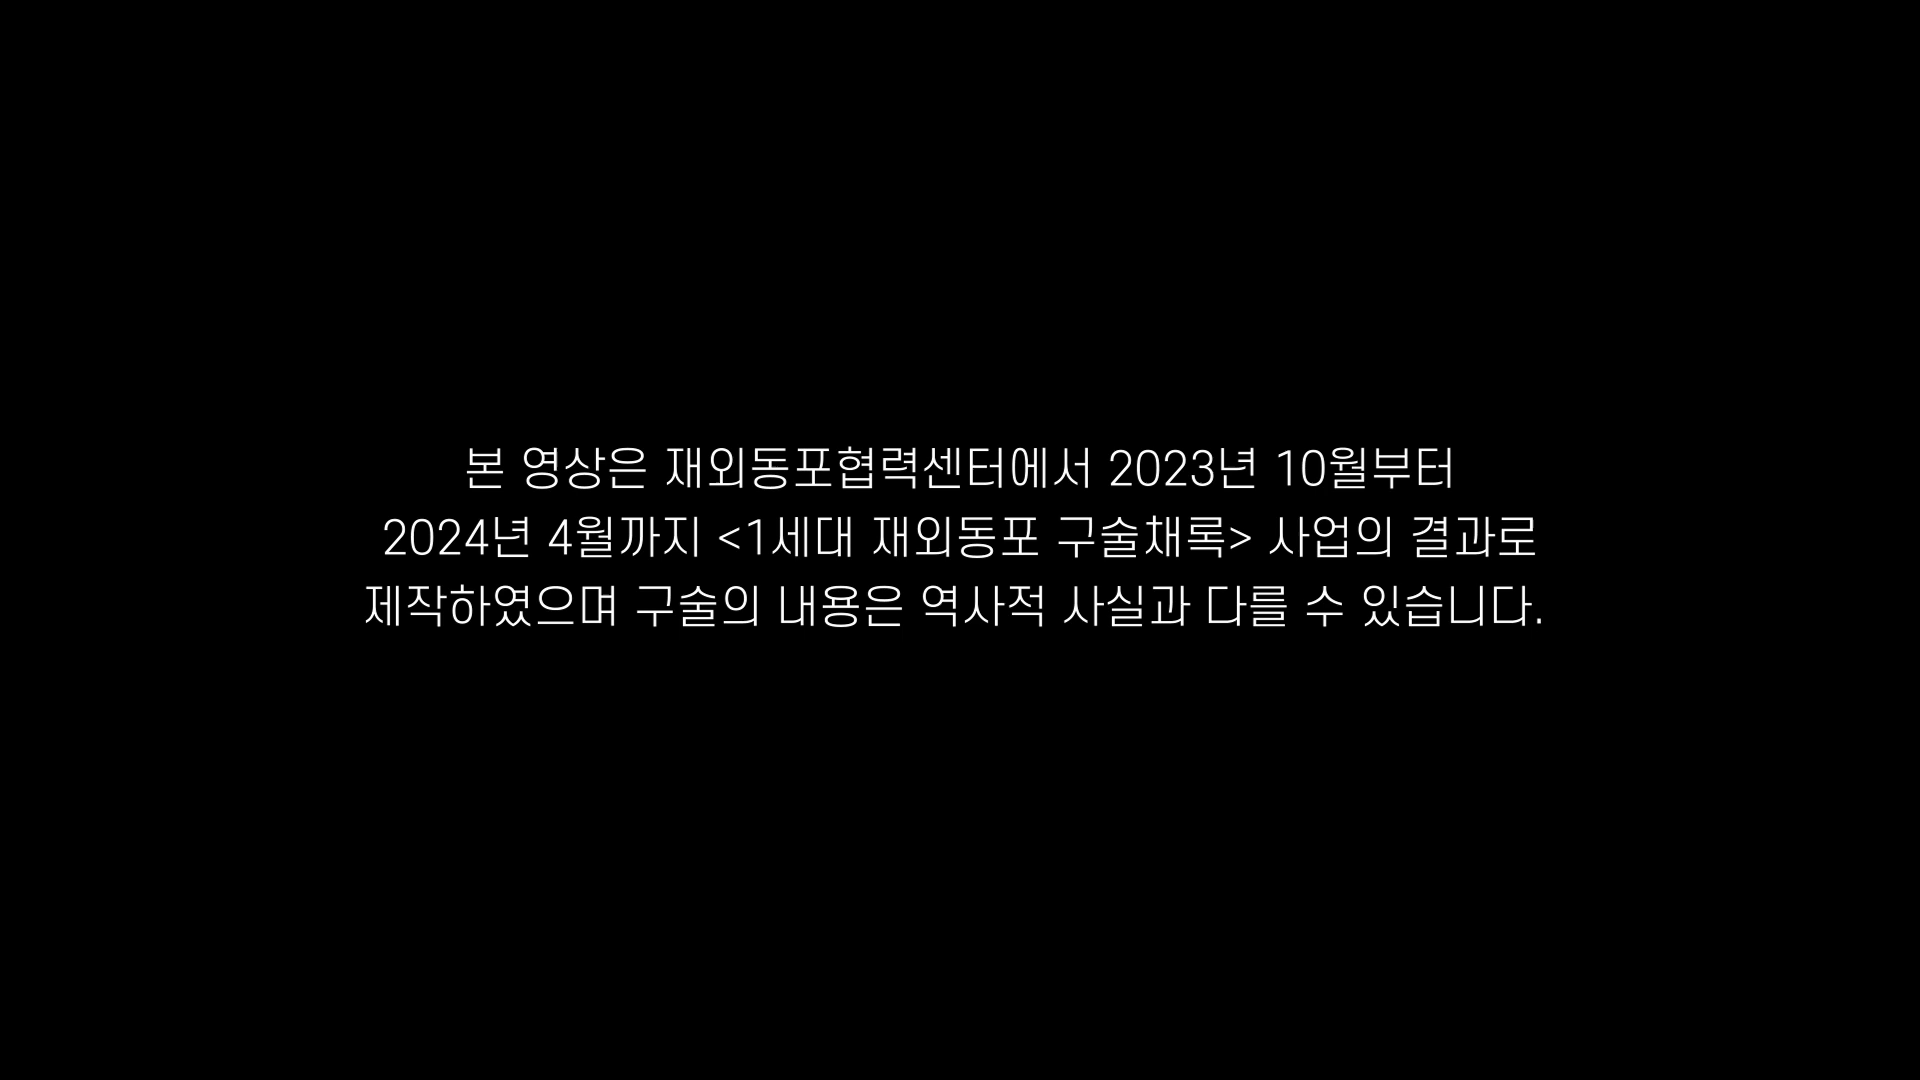 본 영상은 재외동포협력센터에서 2023년 10월부터
2024년 4월까지 <1세대 재외동포 구술채록> 사업의 결과로
제작하였으며 구술의 내용은 역사적 사실과 다를 수 있습니다.